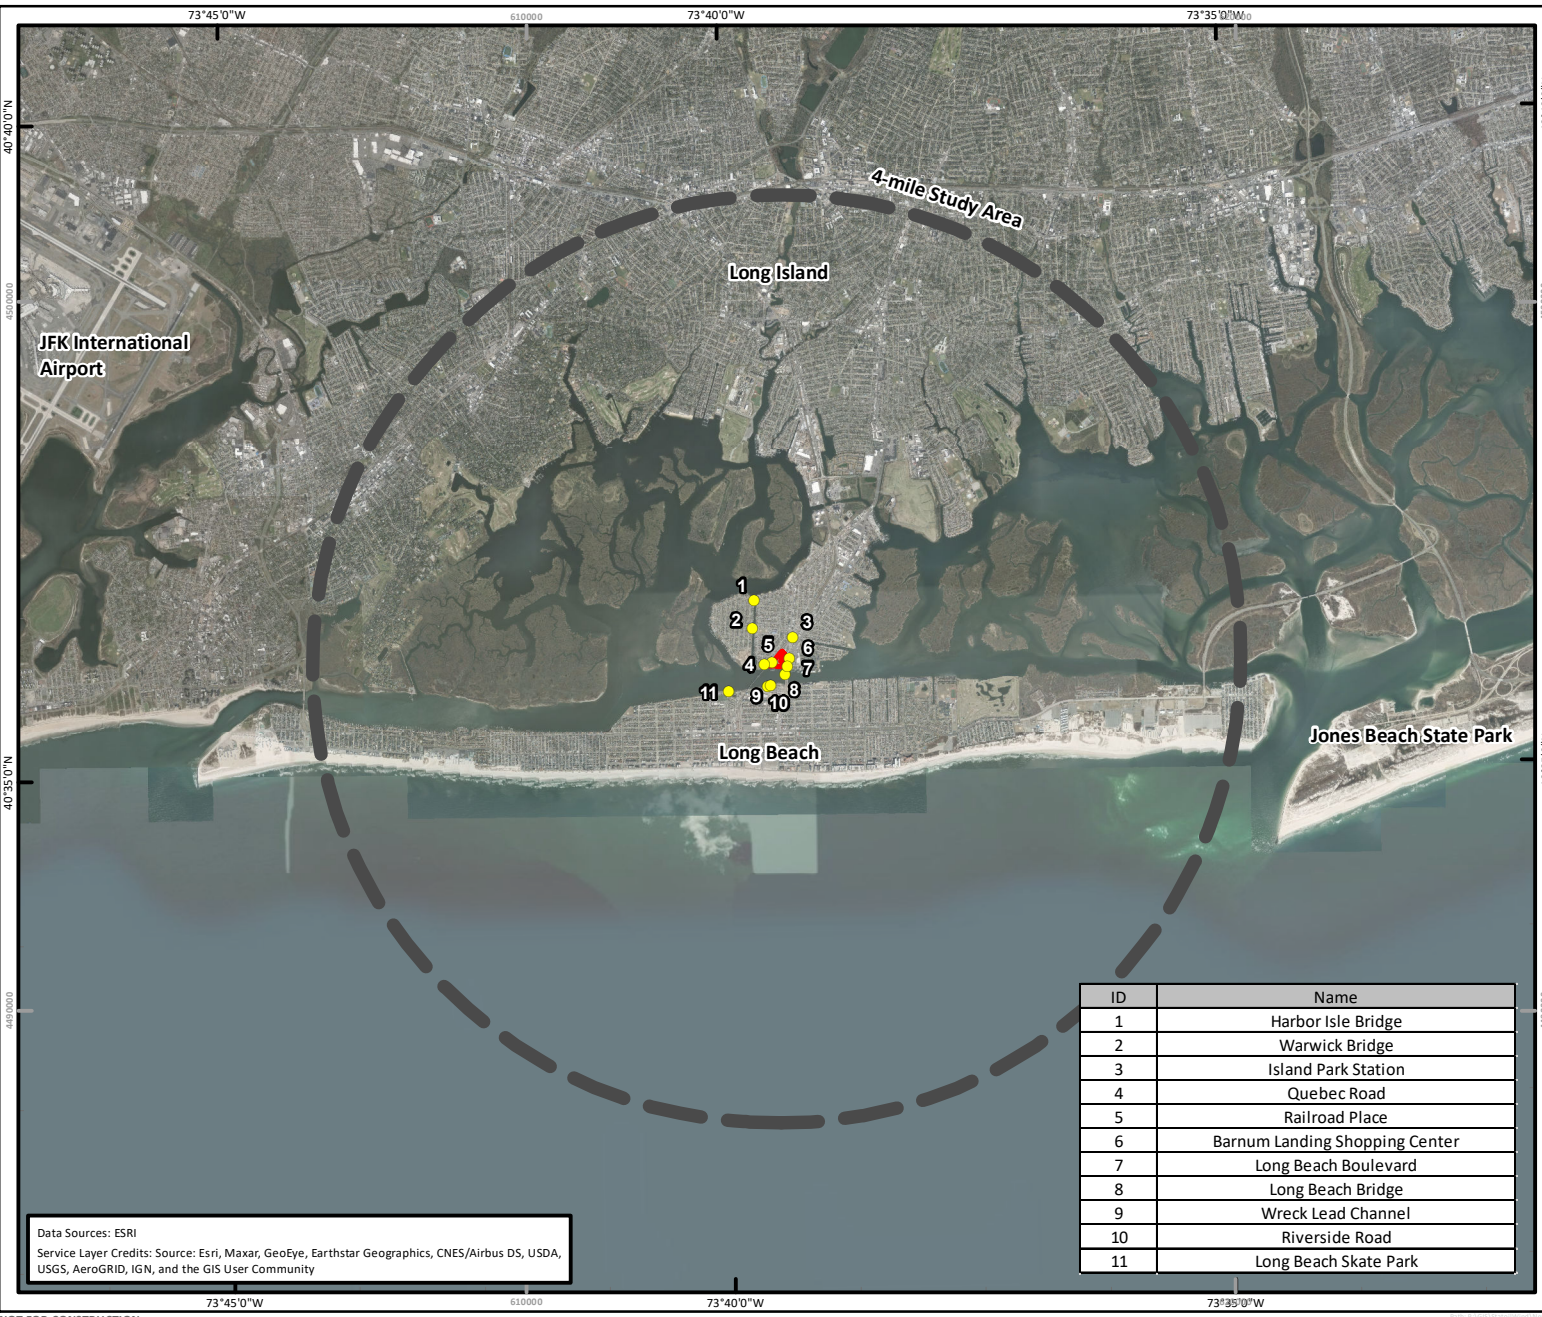 73°45'0"W
610000
73°40'0"W
73°35'0"W
40°40'0"N
4-mile Study Area
Long Island
4500000
JFK International
Airport
1
2
3
5
6
4
7
11
9
8
10
Long Beach
Jones Beach State Park
40°35'0"N
4490000
ID Name
1 Harbor Isle Bridge
2 Warwick Bridge
3 Island Park Station
4 Quebec Road
5 Railroad Place
6 Barnum Landing Shopping Center
7 Long Beach Boulevard
8 Long Beach Bridge
9 Wreck Lead Channel
10 Riverside Road
11 Long Beach Skate Park
Data Sources: ESRI
Service Layer Credits: Source: Esri, Maxar, GeoEye, Earthstar Geographics, CNES/Airbus DS, USDA,
USGS, AeroGRID, IGN, and the GIS User Community
73°45'0"W
610000
73°40'0"W
73°35'0"W